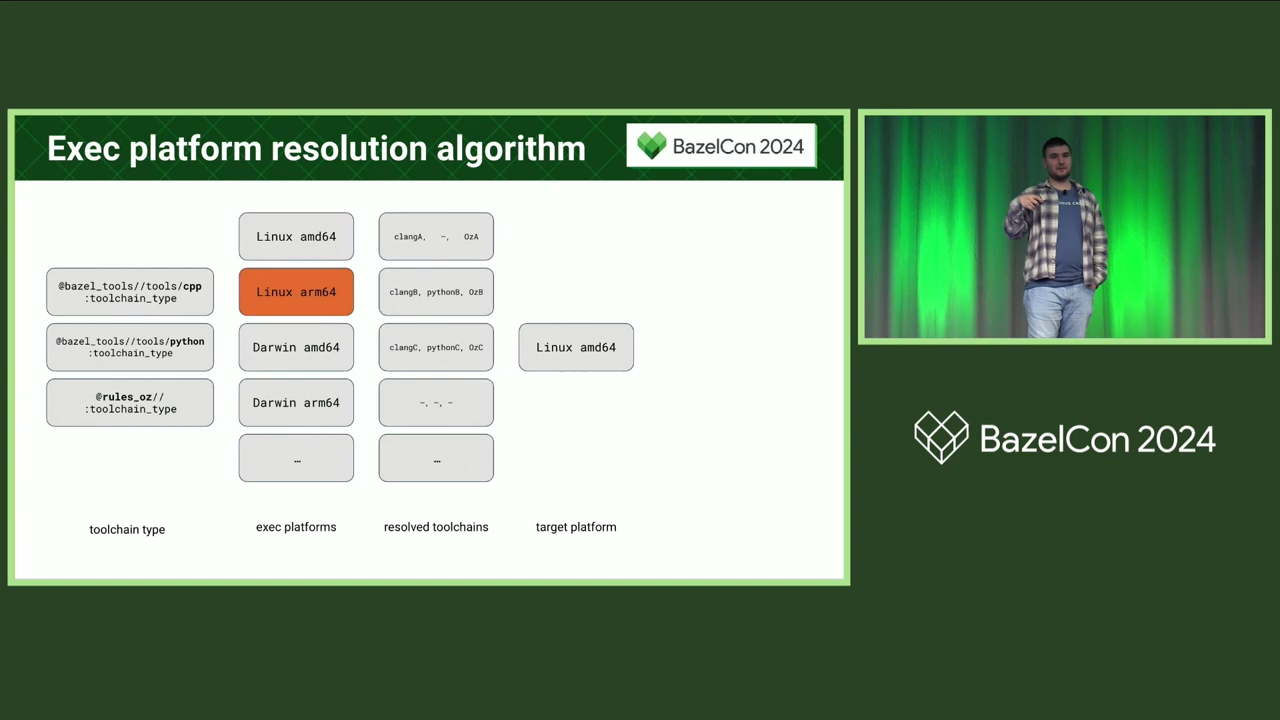 Exec platform resolution algorithm
BazelCon 2024
Linux amd64
clangA, –, OzA
@bazel_tools//tools/cpp
:toolchain_type
Linux arm64
clangB, pythonB, OzB
@bazel_tools//tools/python
:toolchain_type
Darwin amd64
clangC, pythonC, OzC
Linux amd64
@rules_oz//
:toolchain_type
Darwin arm64
–, –, –
…
…
toolchain type
exec platforms
resolved toolchains
target platform
BazelCon 2024